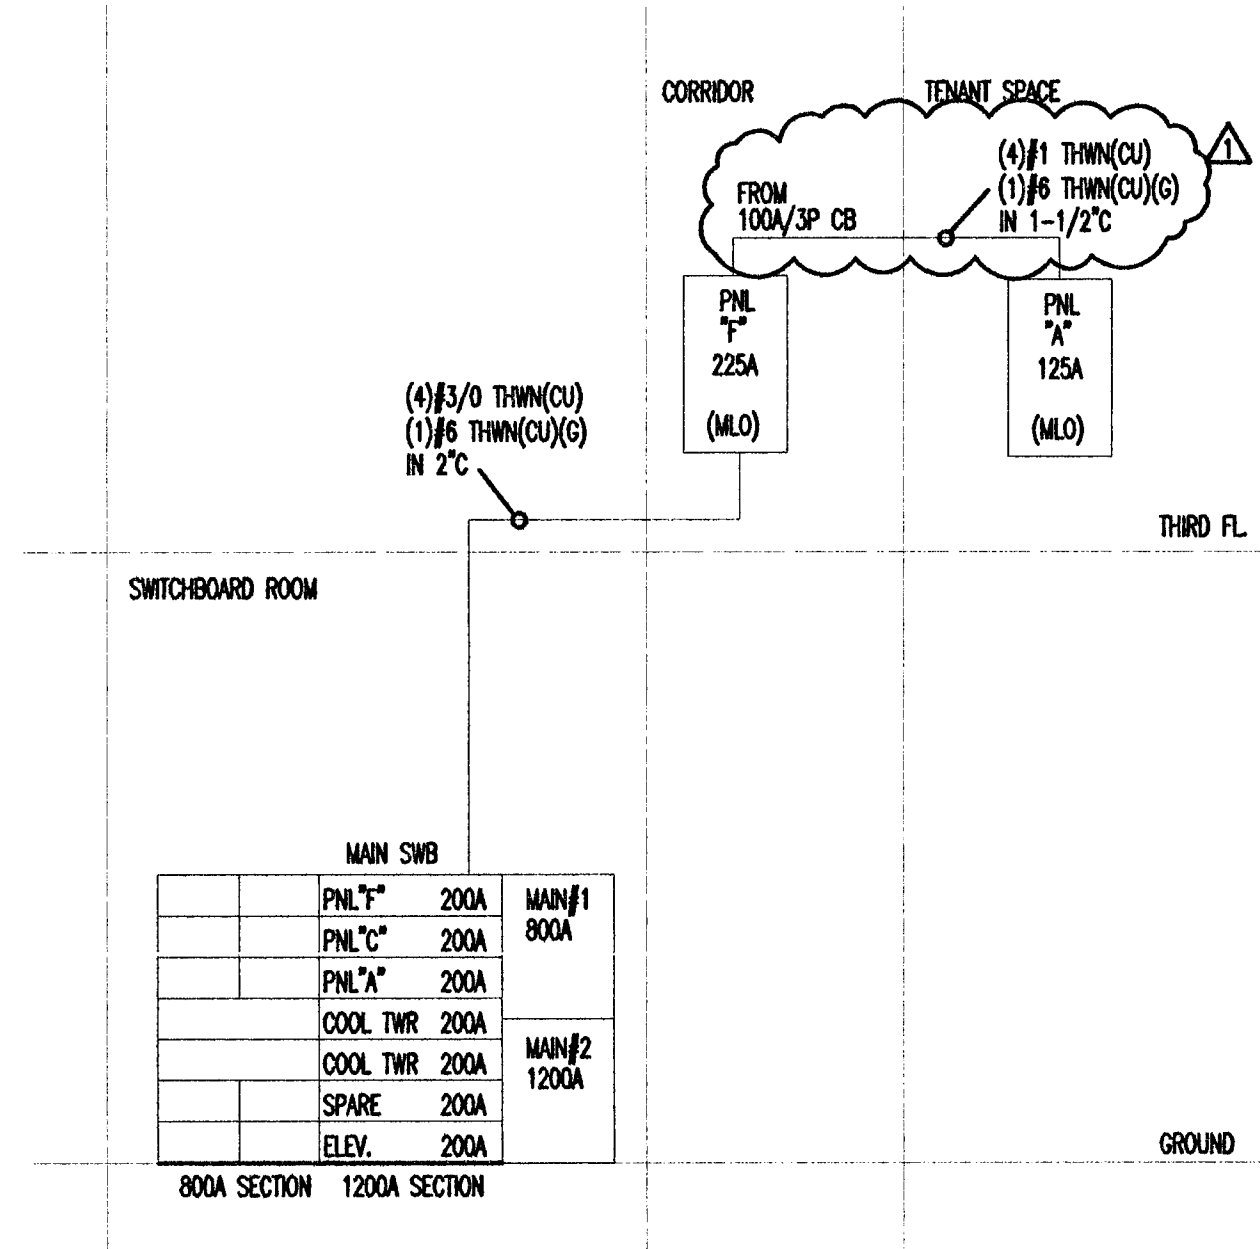 CORRIDOR
TENANT SPACE
1
(4)#1 THWN(CU)
(1)#6 THWN(CU)(G)
IN 1-1/2"C
FROM
100A/3P CB
PNL
"F"
225A
(MLO)
PNL
"A"
125A
(MLO)
(4)#3/0 THWN(CU)
(1)#6 THWN(CU)(G)
IN 2"C
THIRD FL.
SWITCHBOARD ROOM
MAIN SWB
PNL"F" 200A
PNL"C" 200A
PNL"A" 200A
COOL TWR 200A
COOL TWR 200A
SPARE 200A
ELEV. 200A
MAIN#1
800A
MAIN#2
1200A
GROUND
800A SECTION
1200A SECTION